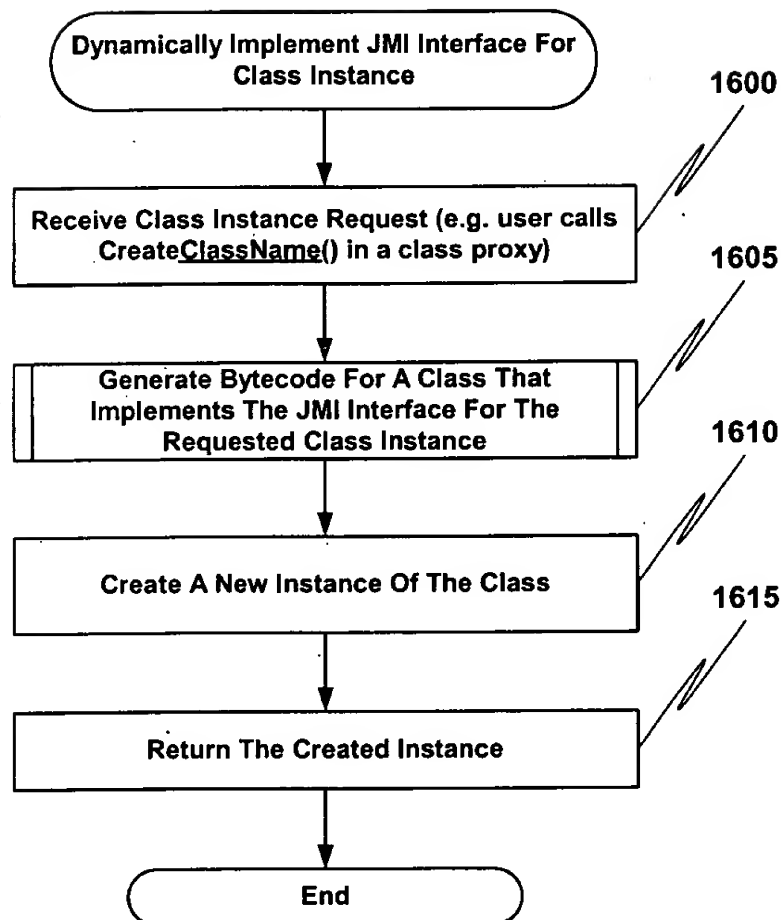 Dynamically Implement JMI Interface For
Class Instance
1600
Receive Class Instance Request (e.g. user calls
CreateClassName() in a class proxy)
1605
Generate Bytecode For A Class That
Implements The JMI Interface For The
Requested Class Instance
1610
Create A New Instance Of The Class
1615
Return The Created Instance
End